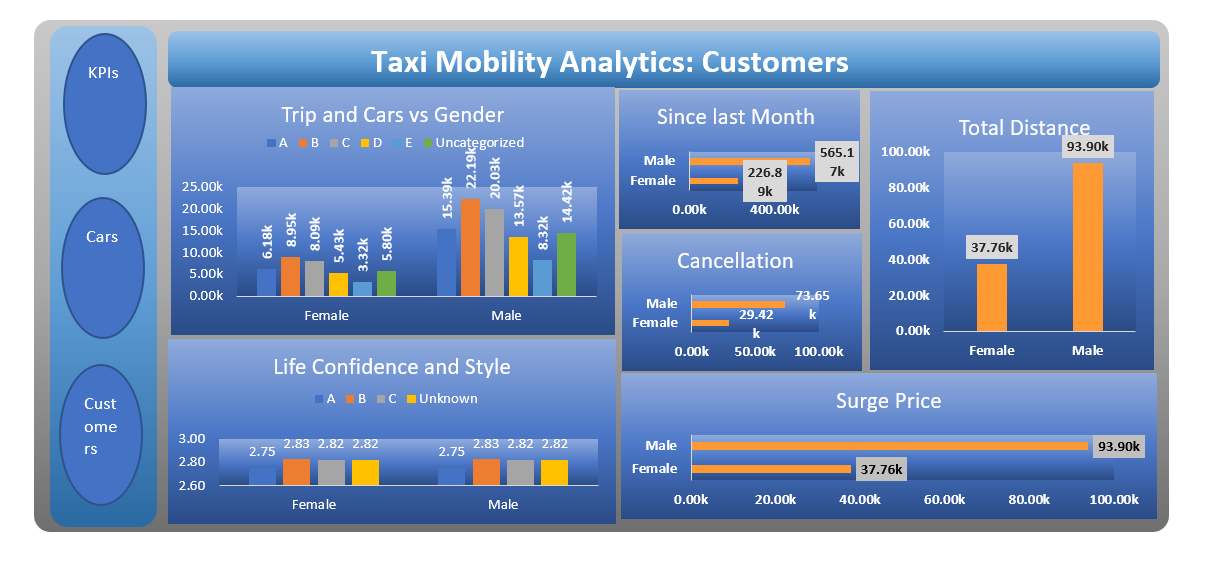 KPIs
Cars
Cust
ome
rs
Taxi Mobility Analytics: Customers
Trip and Cars vs Gender
A B C D E Uncategorized
25.00k
20.00k
15.00k
10.00k
5.00k
0.00k
6.18k
8.95k
8.09k
5.43k
3.32k
5.80k
15.39k
22.19k
20.03k
13.57k
8.32k
14.42k
Female Male
Since last Month
Male
Female
565.1
7k
226.8
9k
0.00k 400.00k
Cancellation
Male
Female
73.65
k
29.42
k
0.00k 50.00k 100.00k
Total Distance
100.00k
80.00k
60.00k
40.00k
20.00k
0.00k
37.76k
93.90k
Female Male
Life Confidence and Style
A B C Unknown
3.00
2.80
2.60
2.75 2.83 2.82 2.82 2.75 2.83 2.82 2.82
Female Male
Surge Price
Male
Female
93.90k
37.76k
0.00k 20.00k 40.00k 60.00k 80.00k 100.00k